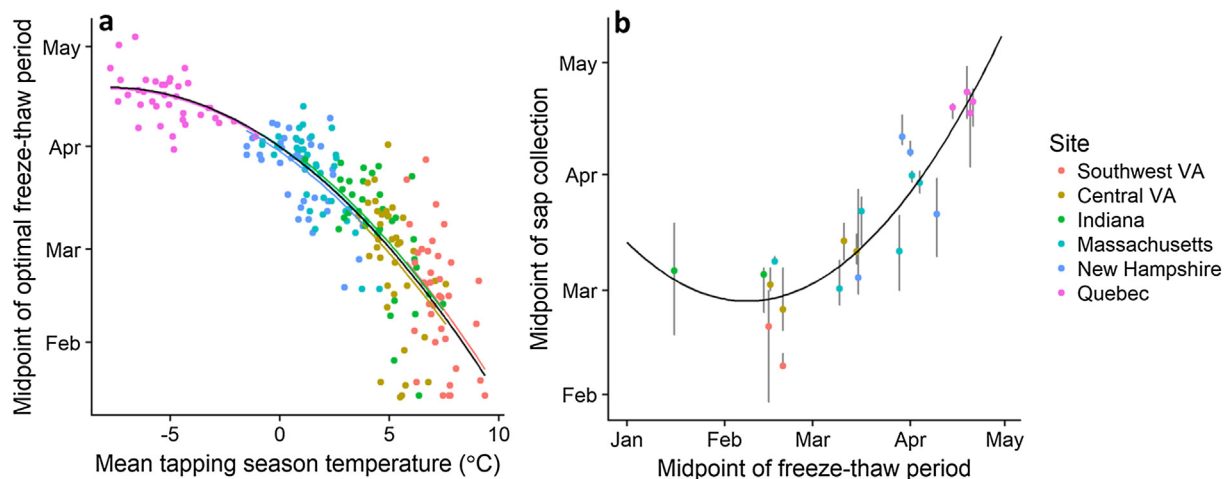 a
Midpoint of optimal freeze-thaw period
May
Apr
Mar
Feb
-5
0
5
10
Mean tapping season temperature (°C)
b
Midpoint of sap collection
May
Apr
Mar
Feb
Jan
Feb
Mar
Apr
May
Midpoint of freeze-thaw period
Site
Southwest VA
Central VA
Indiana
Massachusetts
New Hampshire
Quebec